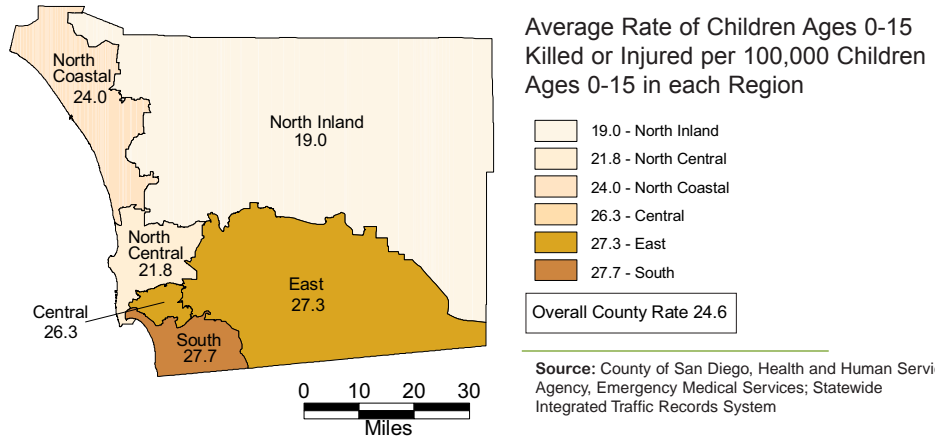 North
Coastal
24.0
North Inland
19.0
North
Central
21.8
East
27.3
Central
26.3
South
27.7
0 10 20 30
Miles
Average Rate of Children Ages 0-15
Killed or Injured per 100,000 Children
Ages 0-15 in each Region
19.0 - North Inland
21.8 - North Central
24.0 - North Coastal
26.3 - Central
27.3 - East
27.7 - South
Overall County Rate 24.6
Source: County of San Diego, Health and Human Servi
Agency, Emergency Medical Services; Statewide
Integrated Traffic Records System